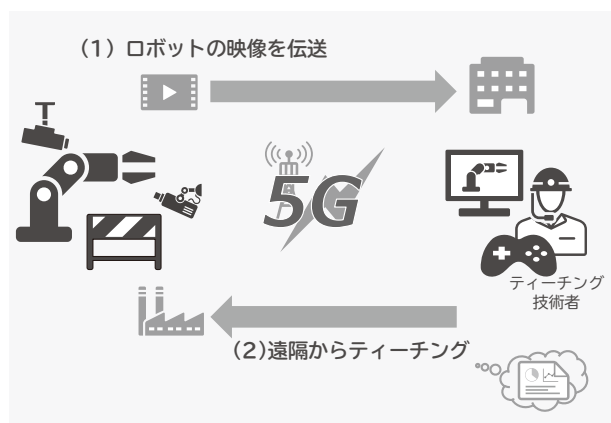 （1）ロボットの映像を伝送
5G
ティーチング
技術者
（2）遠隔からティーチング